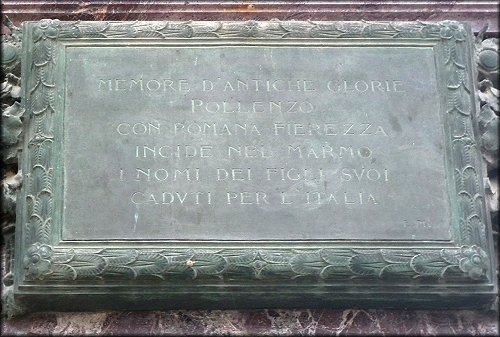 MEMORE D'ANTICHE GLORIE
POLLENZO
CON ROMANA FIEREZZA
INCIDE NEL MARMO
I NOMI DEI FIGLI SVOI
CADVTI PER L'ITALIA